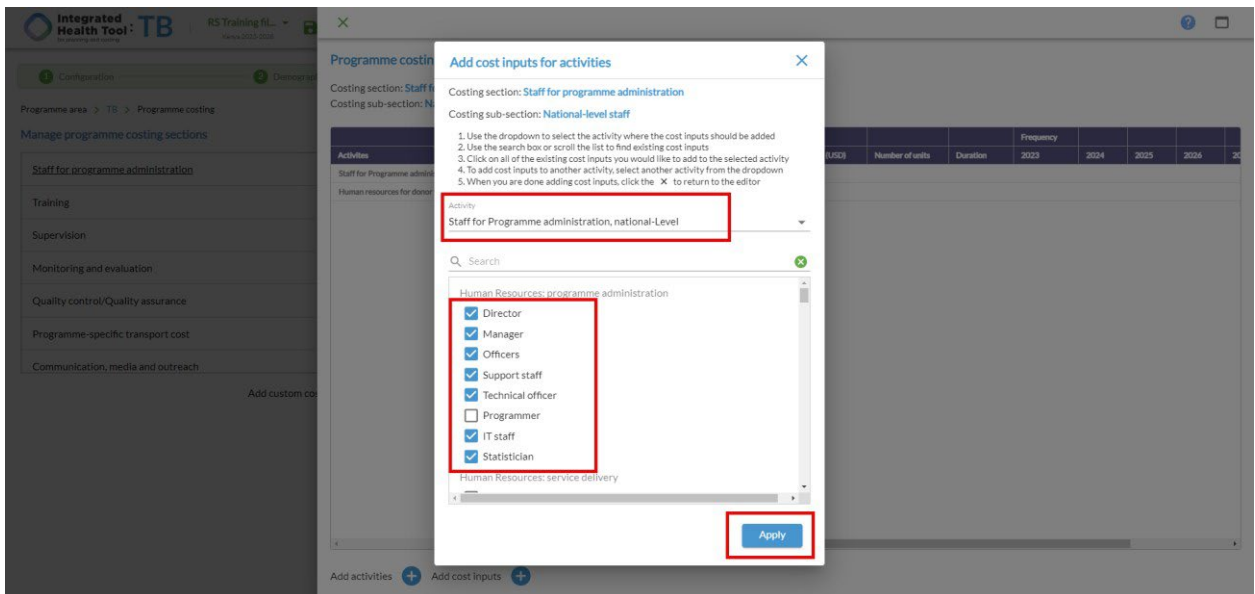 Integrated
Health Tool: TB
for planning and costing
RS Training fil...
Kenya 2023-2028
1 Configuration
Programme area > TB > Programme costing
Manage programme costing sections
Staff for programme administration
Training
Supervision
Monitoring and evaluation
Quality control/Quality assurance
Programme-specific transport cost
Communication, media and outreach
Add custom
Programme
Costing section: Staff
Costing sub-section:
Activities
Staff for Programme
Human resources for donor
(USD) Number of units Duration Frequency
2023 2024 2025 2026
Add cost inputs for activities
Costing section: Staff for programme administration
Costing sub-section: National-level staff
1. Use the dropdown to select the activity where the cost inputs should be added
2. Use the search box or scroll the list to find existing cost inputs
3. Click on all of the existing cost inputs you would like to add to the selected activity
4. To add cost inputs to another activity, select another activity from the dropdown
5. When you are done adding cost inputs, click the ✕ to return to the editor
Activity
Staff for Programme administration, national-Level
Search
Human Resources: programme administration
Director
Manager
Officers
Support staff
Technical officer
Programmer
IT staff
Statistician
Human Resources: service delivery
Apply
Add activities + Add cost inputs +